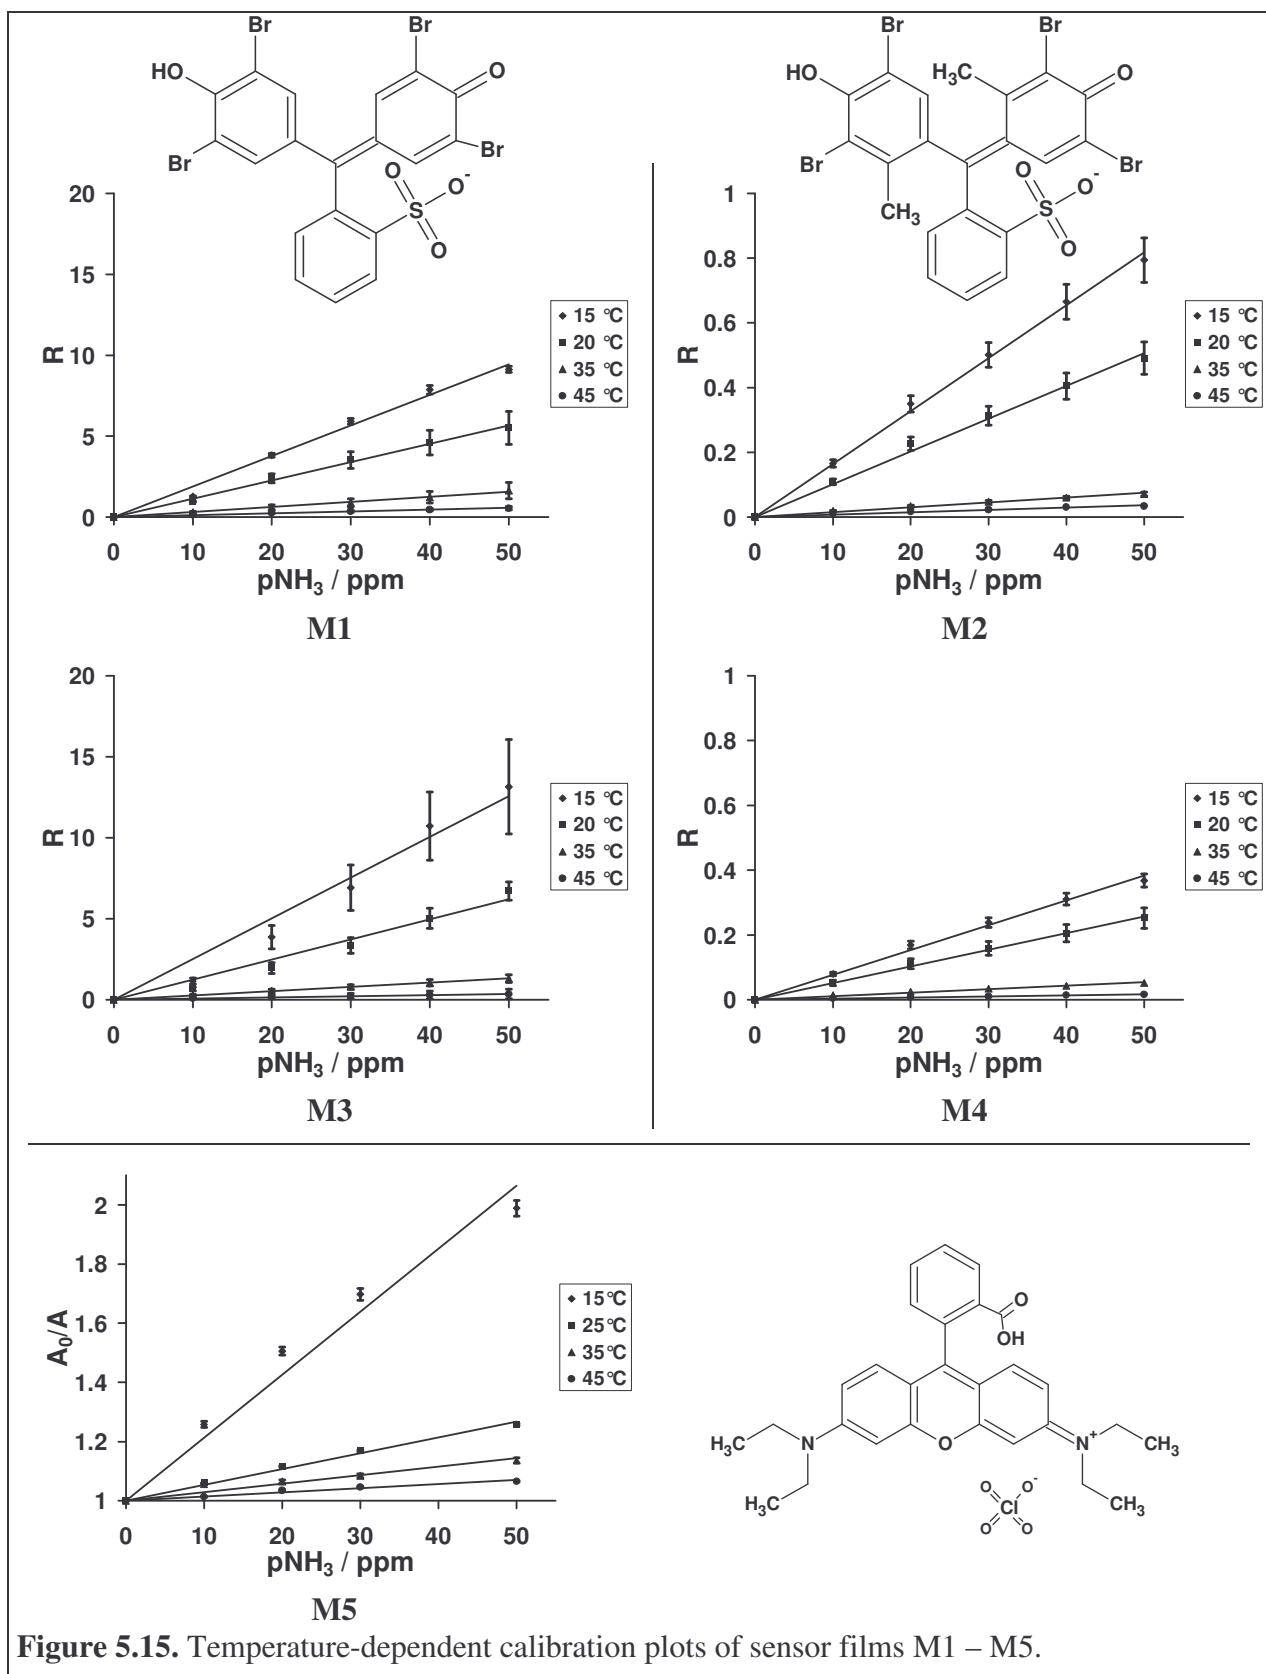 Br Br
HO O
Br Br
O O⁻
S
O
20
15
10
5
0
R
0 10 20 30 40 50
pNH₃ / ppm
15 °C
20 °C
35 °C
45 °C
M1
Br Br
HO H₃C O
Br Br
CH₃
O O⁻
S
O
1
0.8
0.6
0.4
0.2
0
R
0 10 20 30 40 50
pNH₃ / ppm
15 °C
20 °C
35 °C
45 °C
M2
20
15
10
5
0
R
0 10 20 30 40 50
pNH₃ / ppm
15 °C
20 °C
35 °C
45 °C
M3
1
0.8
0.6
0.4
0.2
0
R
0 10 20 30 40 50
pNH₃ / ppm
15 °C
20 °C
35 °C
45 °C
M4
2
1.8
1.6
1.4
1.2
1
A₀/A
0 10 20 30 40 50
pNH₃ / ppm
15°C
25°C
35°C
45°C
M5
O
OH
H₃C N O N⁺ CH₃
H₃C CH₃
O O⁻
Cl
O O
Figure 5.15. Temperature-dependent calibration plots of sensor films M1 – M5.